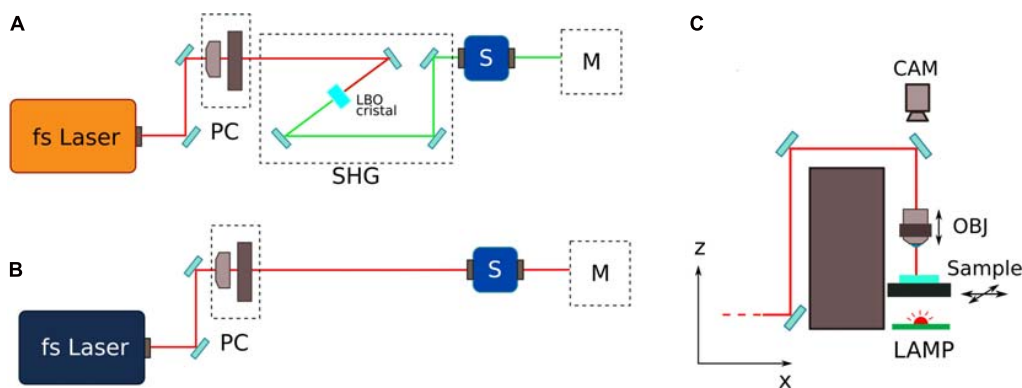 A
fs Laser
PC
LBO
cristal
SHG
S
M
B
fs Laser
PC
S
M
C
CAM
OBJ
Sample
LAMP
z
x